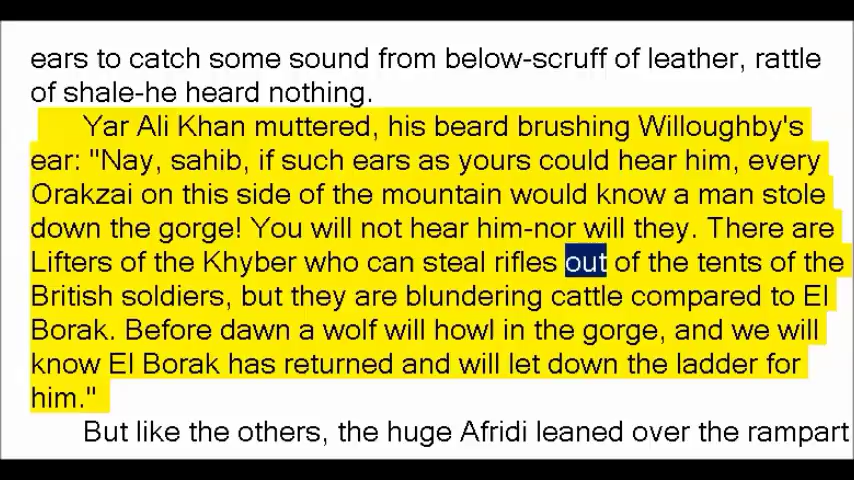 ears to catch some sound from below-scruff of leather, rattle
of shale-he heard nothing.
Yar Ali Khan muttered, his beard brushing Willoughby's
ear: "Nay, sahib, if such ears as yours could hear him, every
Orakzai on this side of the mountain would know a man stole
down the gorge! You will not hear him-nor will they. There are
Lifters of the Khyber who can steal rifles out of the tents of the
British soldiers, but they are blundering cattle compared to El
Borak. Before dawn a wolf will howl in the gorge, and we will
know El Borak has returned and will let down the ladder for
him."
But like the others, the huge Afridi leaned over the rampart